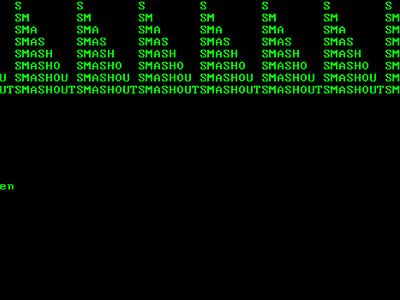 S S S S S S S
SM SM SM SM SM SM SM
SMA SMA SMA SMA SMA SMA SM
SMAS SMAS SMAS SMAS SMAS SMAS SM
SMASH SMASH SMASH SMASH SMASH SMASH SM
SMASHO SMASHO SMASHO SMASHO SMASHO SMASHO SM
U SMASHOU SMASHOU SMASHOU SMASHOU SMASHOU SMASHOU SM
UTSMASHOUTSMASHOUTSMASHOUTSMASHOUTSMASHOUTSMASHOUTSM
en